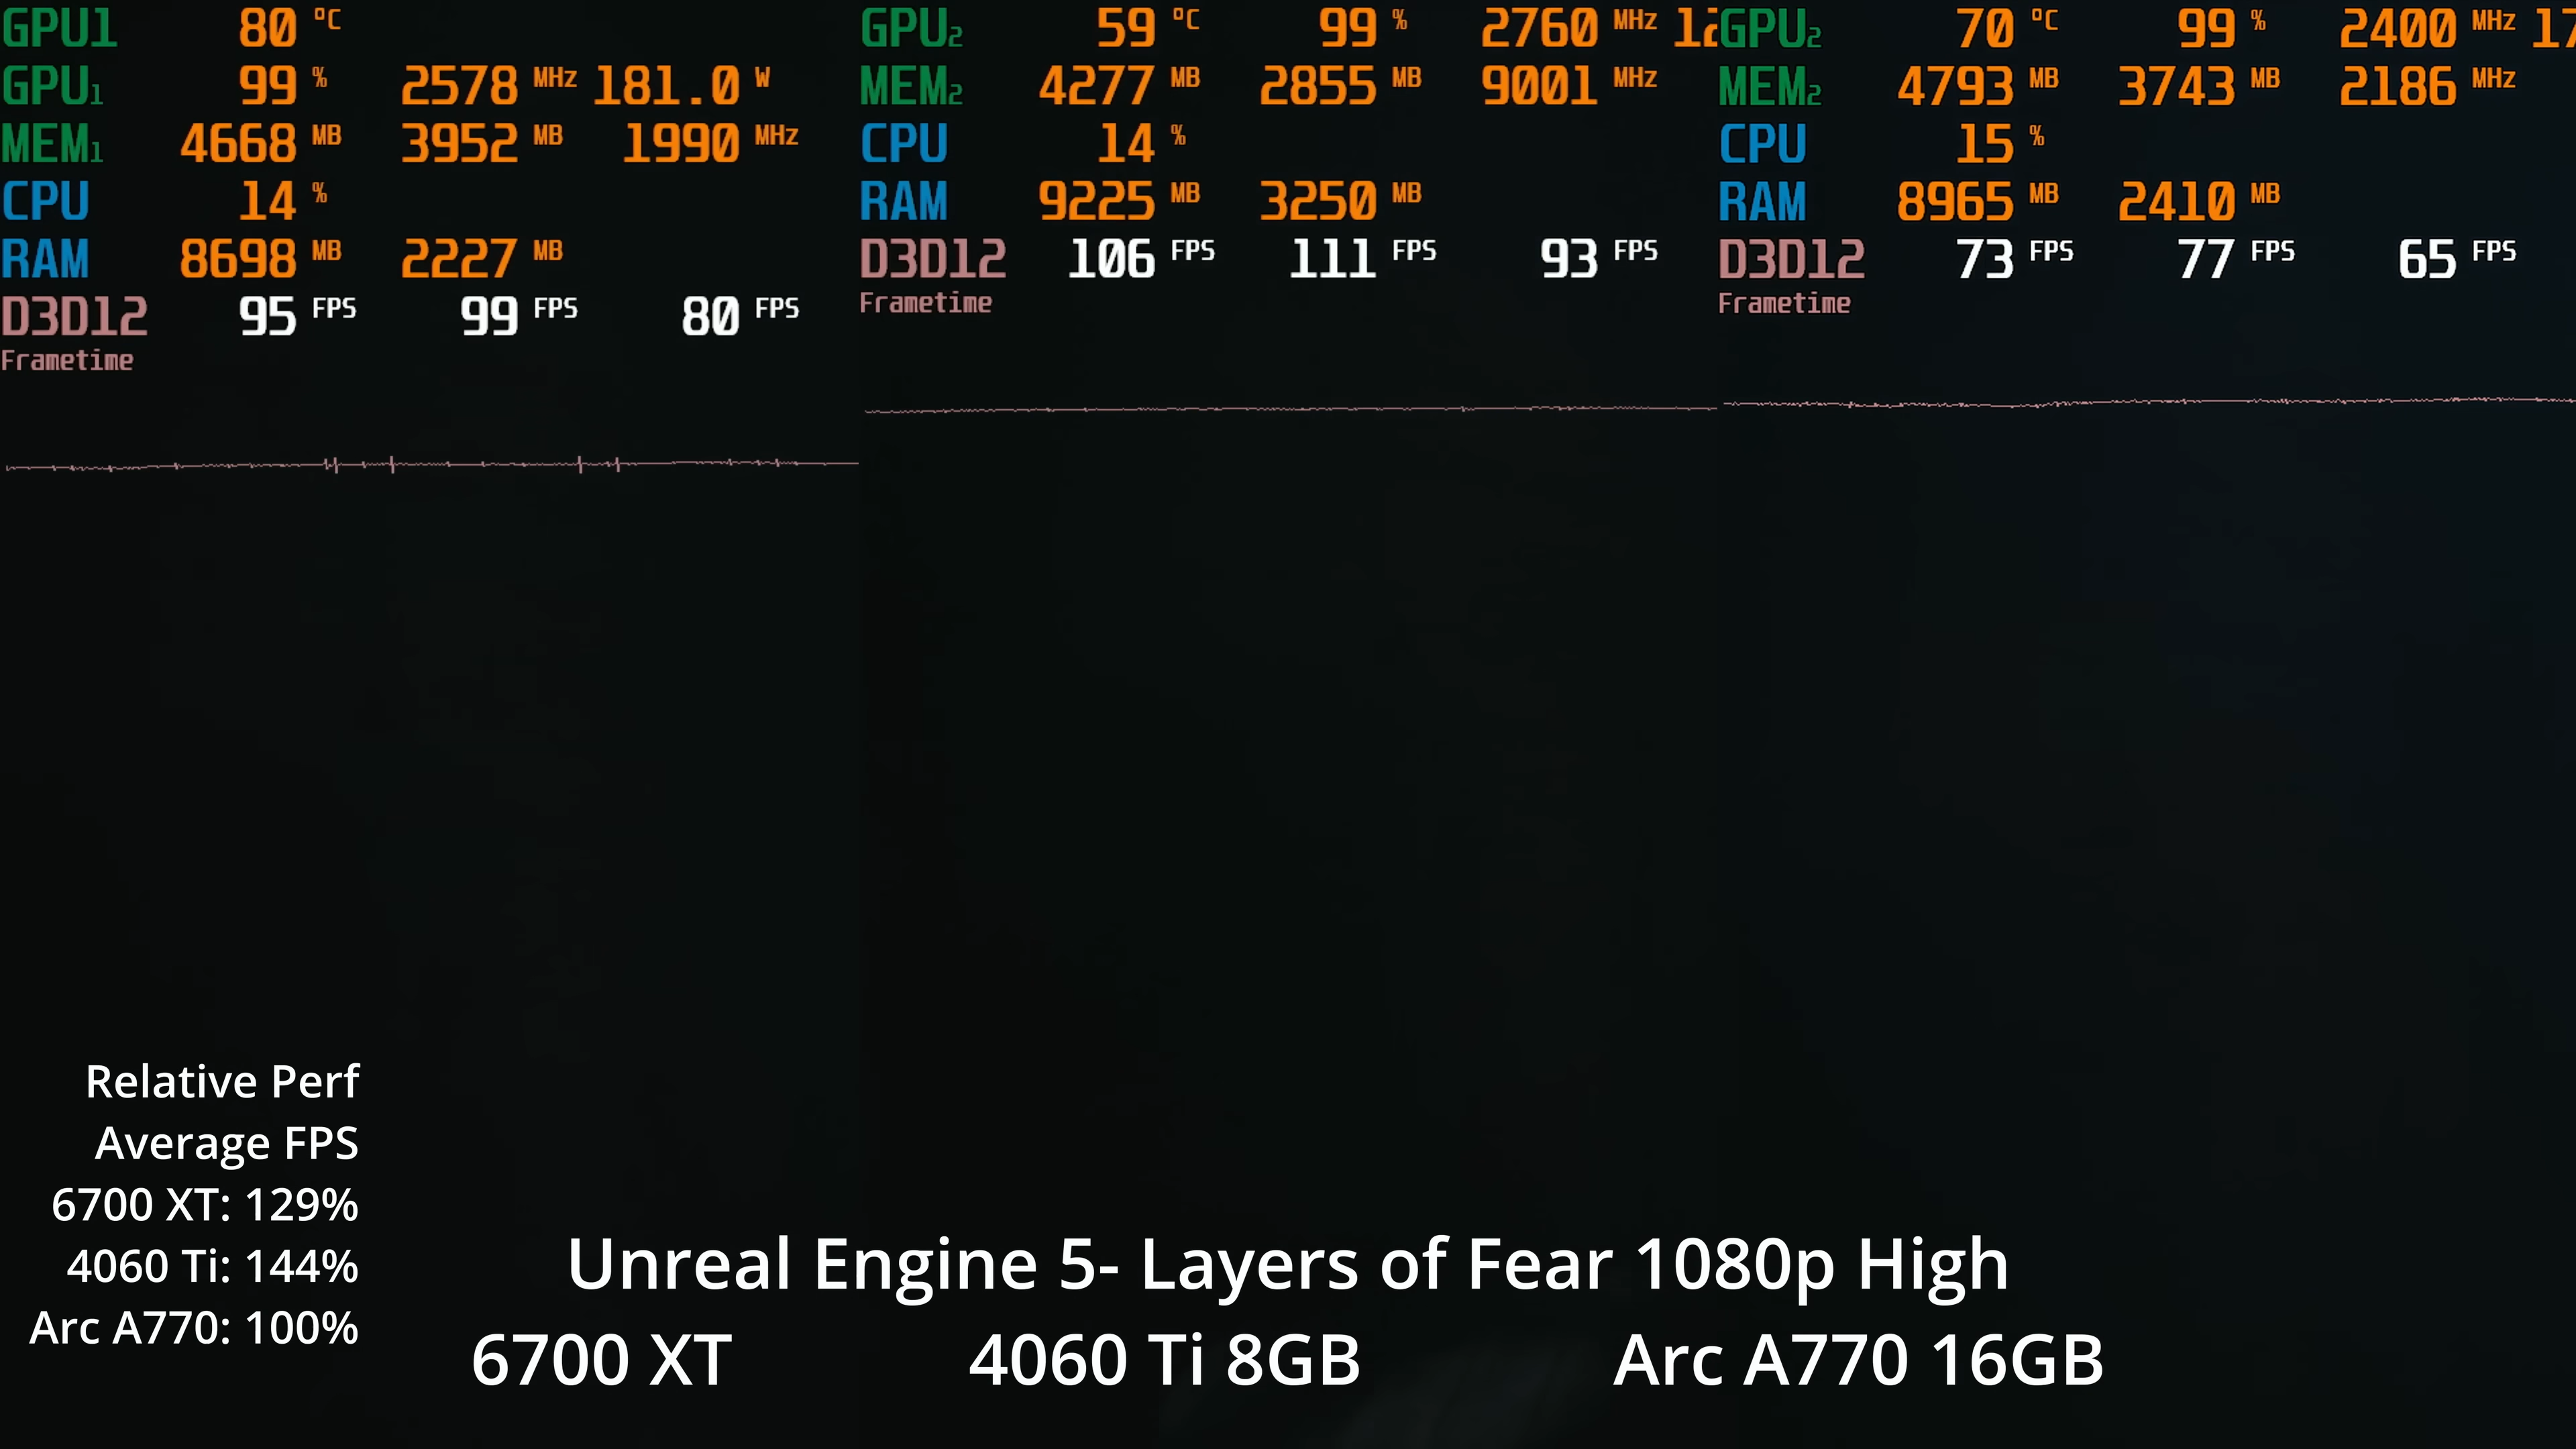 GPU1 80 °C
GPU1 99 % 2578 MHz 181.0 W
MEM1 4668 MB 3952 MB 1990 MHz
CPU 14 %
RAM 8698 MB 2227 MB
D3D12 95 FPS 99 FPS 80 FPS
Frametime
GPU2 59 °C 99 % 2760 MHz
MEM2 4277 MB 2855 MB 9001 MHz
CPU 14 %
RAM 9225 MB 3250 MB
D3D12 106 FPS 111 FPS 93 FPS
Frametime
GPU2 70 °C 99 % 2400 MHz 17
MEM2 4793 MB 3743 MB 2186 MHz
CPU 15 %
RAM 8965 MB 2410 MB
D3D12 73 FPS 77 FPS 65 FPS
Frametime
Relative Perf
Average FPS
6700 XT: 129%
4060 Ti: 144%
Arc A770: 100%
Unreal Engine 5- Layers of Fear 1080p High
6700 XT 4060 Ti 8GB Arc A770 16GB